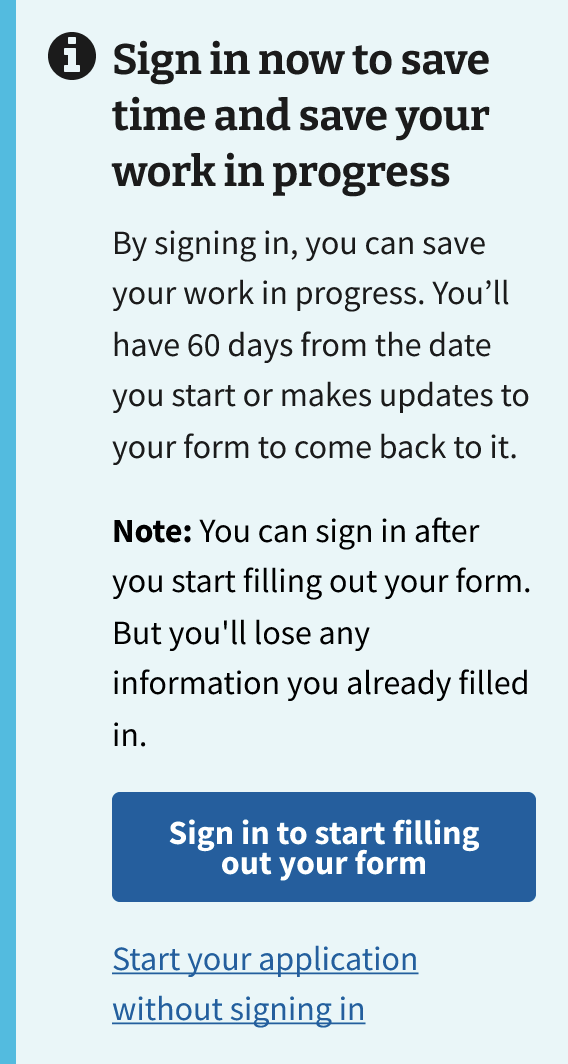 Sign in now to save
time and save your
work in progress
By signing in, you can save
your work in progress. You’ll
have 60 days from the date
you start or makes updates to
your form to come back to it.
Note: You can sign in after
you start filling out your form.
But you'll lose any
information you already filled
in.
Sign in to start filling
out your form
Start your application
without signing in